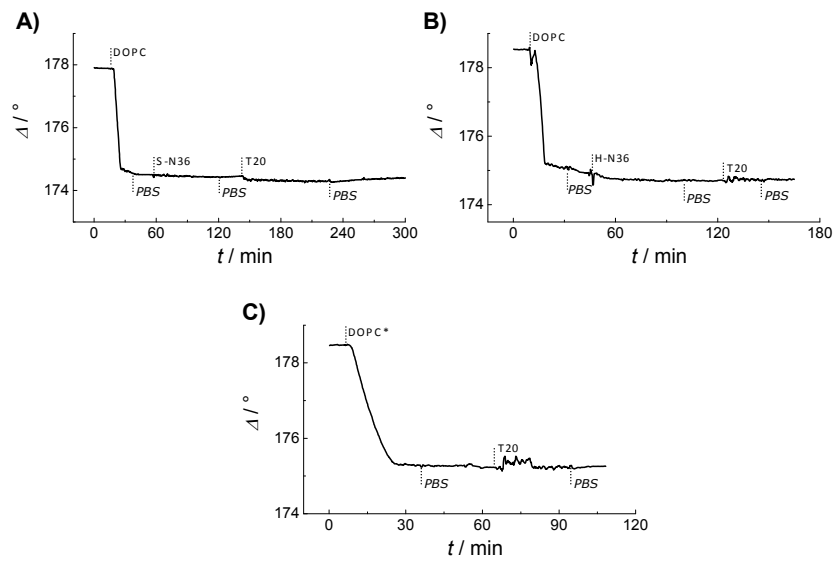 A)
DOPC
178
176
174
Δ / °
S-N36
T20
PBS
PBS
PBS
0 60 120 180 240 300
t / min
B)
DOPC
178
176
174
Δ / °
H-N36
T20
PBS
PBS
PBS
0 60 120 180
t / min
C)
DOPC*
178
176
174
Δ / °
T20
PBS
PBS
0 30 60 90 120
t / min